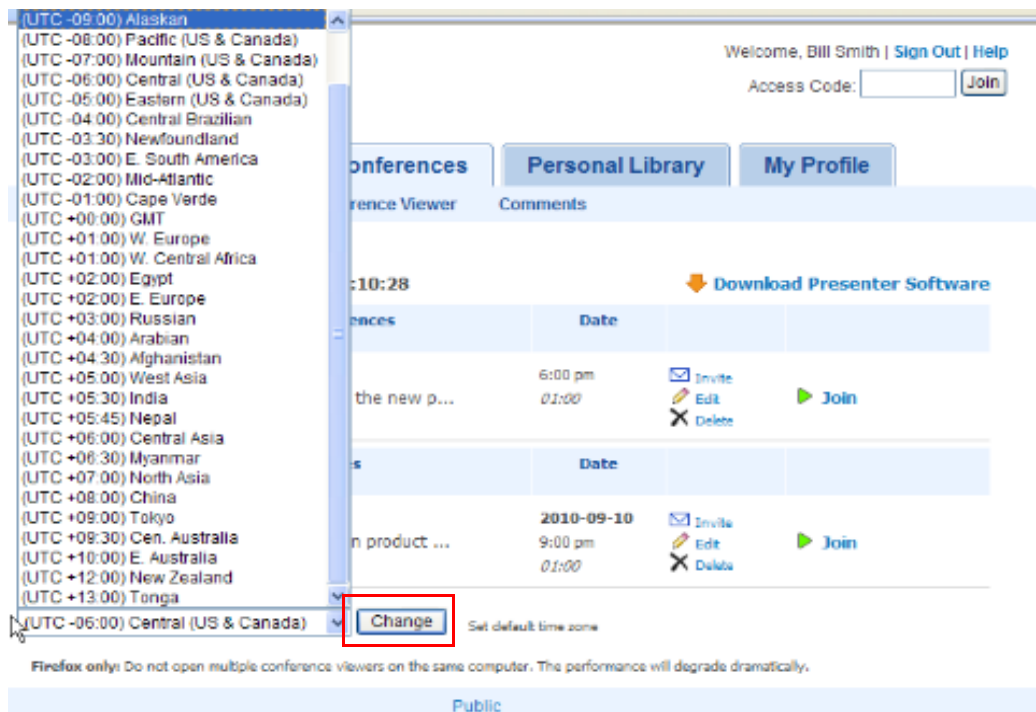 (UTC -09:00) Alaskan
(UTC -08:00) Pacific (US & Canada)
(UTC -07:00) Mountain (US & Canada)
(UTC -06:00) Central (US & Canada)
(UTC -05:00) Eastern (US & Canada)
(UTC -04:00) Central Brazilian
(UTC -03:30) Newfoundland
(UTC -03:00) E. South America
(UTC -02:00) Mid-Atlantic
(UTC -01:00) Cape Verde
(UTC +00:00) GMT
(UTC +01:00) W. Europe
(UTC +01:00) W. Central Africa
(UTC +02:00) Egypt
(UTC +02:00) E. Europe
(UTC +03:00) Russian
(UTC +04:00) Arabian
(UTC +04:30) Afghanistan
(UTC +05:00) West Asia
(UTC +05:30) India
(UTC +05:45) Nepal
(UTC +06:00) Central Asia
(UTC +06:30) Myanmar
(UTC +07:00) North Asia
(UTC +08:00) China
(UTC +09:00) Tokyo
(UTC +09:30) Cen. Australia
(UTC +10:00) E. Australia
(UTC +12:00) New Zealand
(UTC +13:00) Tonga
(UTC -06:00) Central (US & Canada) Change Set default time zone
Welcome, Bill Smith | Sign Out | Help
Access Code: Join
onferences Personal Library My Profile
rence Viewer Comments
:10:28 Download Presenter Software
ences Date
6:00 pm Invite
the new p... 01:00 Edit Join
Delete
s Date
2010-09-10 Invite
n product ... 9:00 pm Edit Join
01:00 Delete
Firefox only: Do not open multiple conference viewers on the same computer. The performance will degrade dramatically.
Public